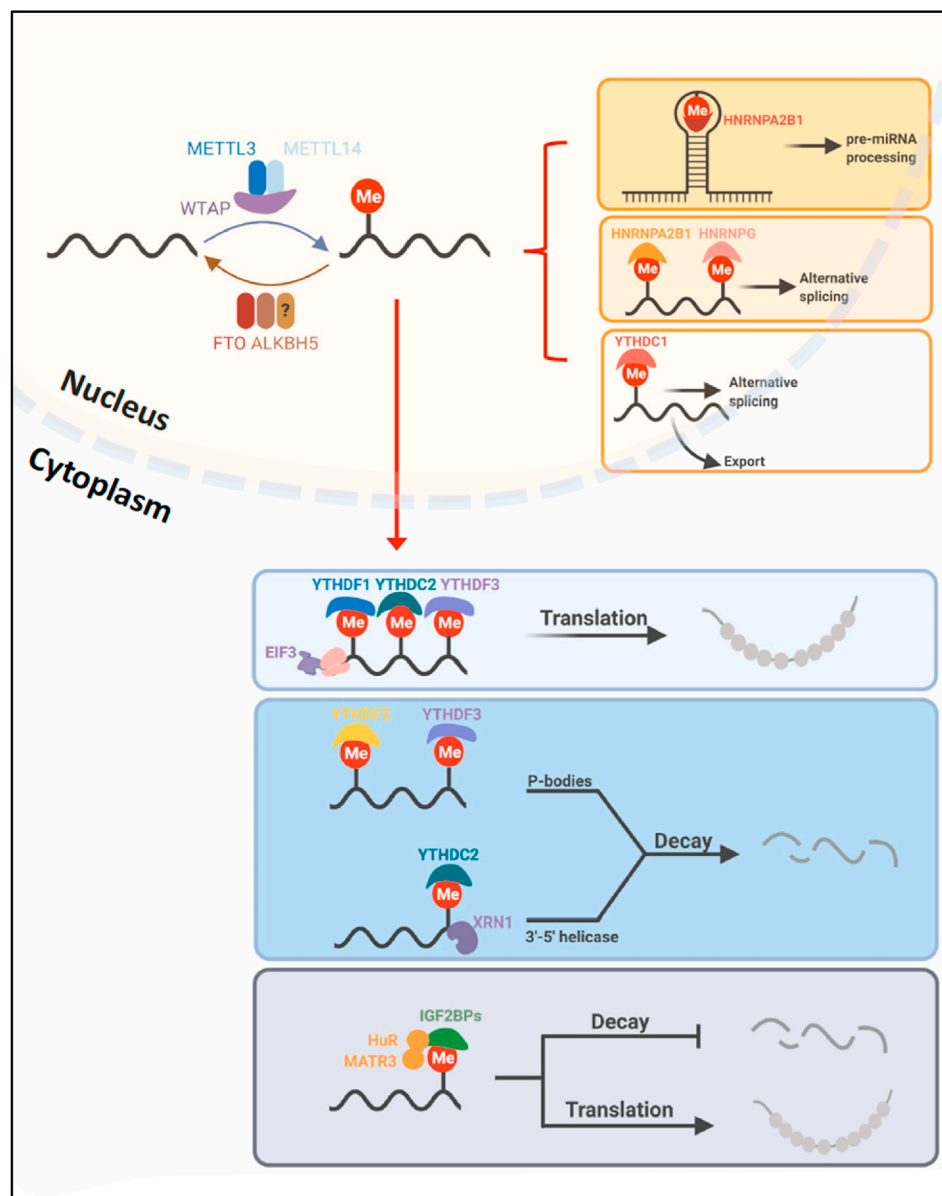 METTL3 METTL14
WTAP
Me
?
FTO ALKBH5
Nucleus
Cytoplasm
Me
HNRNPA2B1
pre-miRNA
processing
HNRNPA2B1 HNRNPG
Me Me
Alternative
splicing
YTHDC1
Me
Alternative
splicing
Export
YTHDF1 YTHDC2 YTHDF3
Me Me Me
EIF3
Translation
YTHDF2 YTHDF3
Me Me
P-bodies
Decay
YTHDC2
Me
XRN1
3'-5' helicase
IGF2BPs
HuR
MATR3
Me
Decay
Translation